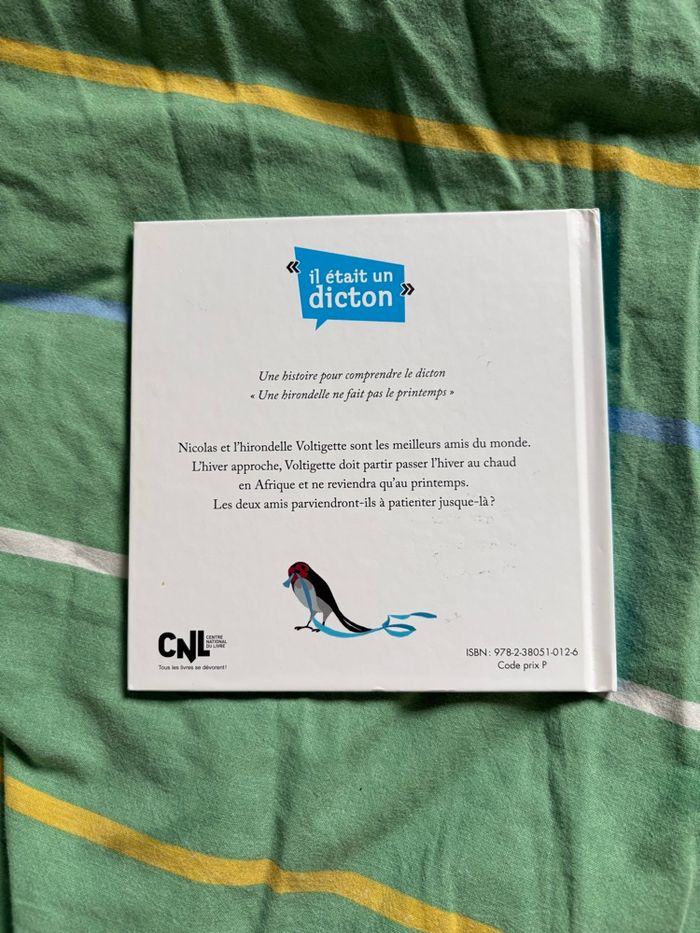 « il était un
dicton »
Une histoire pour comprendre le dicton
« Une hirondelle ne fait pas le printemps »
Nicolas et l’hirondelle Voltigette sont les meilleurs amis du monde.
L’hiver approche, Voltigette doit partir passer l’hiver au chaud
en Afrique et ne reviendra qu’au printemps.
Les deux amis parviendront-ils à patienter jusque-là ?
CNL CENTRE
NATIONAL
DU LIVRE
Tous les livres se dévorent !
ISBN : 978-2-38051-012-6
Code prix P